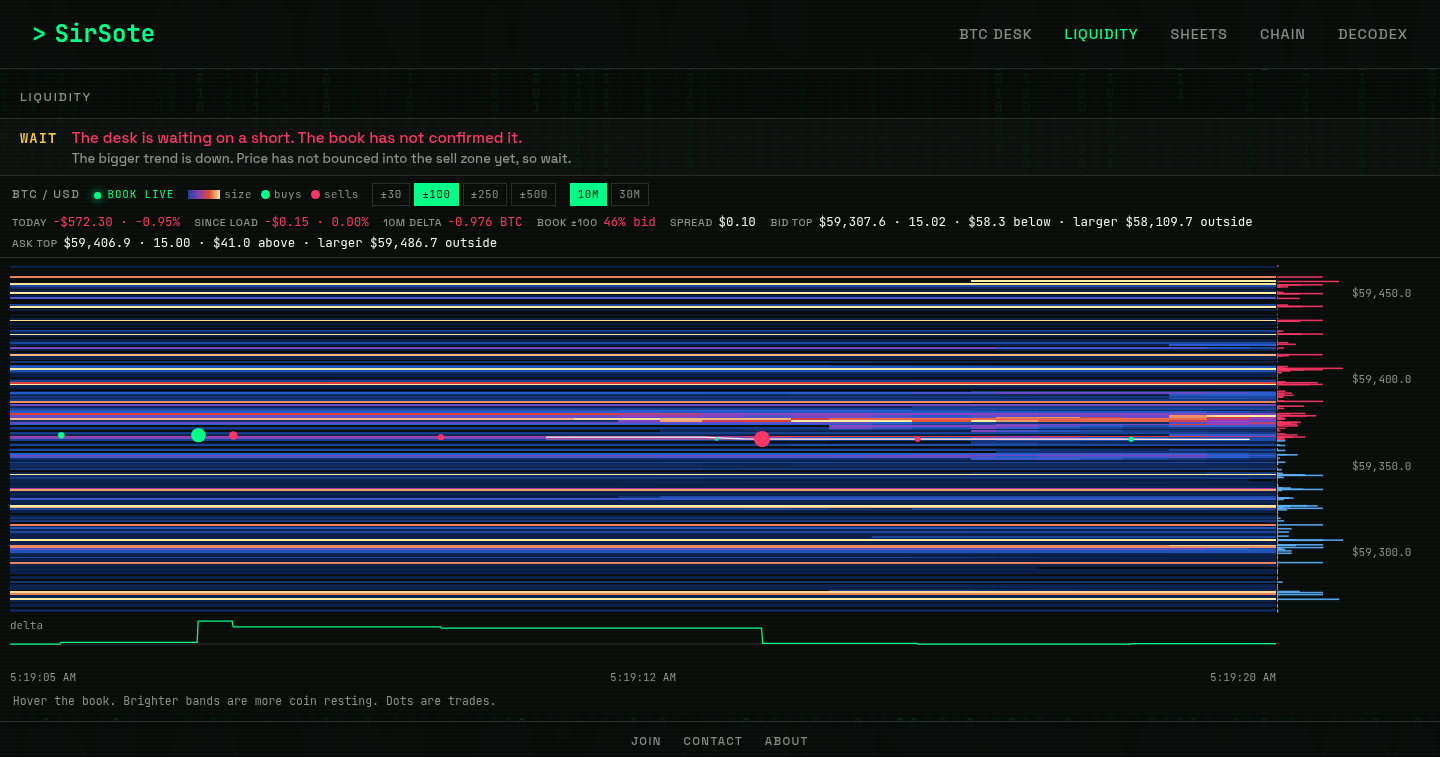 > SirSote
BTC DESK LIQUIDITY SHEETS CHAIN DECODEX
LIQUIDITY
WAIT The desk is waiting on a short. The book has not confirmed it.
The bigger trend is down. Price has not bounced into the sell zone yet, so wait.
BTC / USD BOOK LIVE size buys sells ±30 ±100 ±250 ±500 10M 30M
TODAY -$572.30 · -0.95% SINCE LOAD -$0.15 · 0.00% 10M DELTA -0.976 BTC BOOK ±100 46% bid SPREAD $0.10 BID TOP $59,307.6 · 15.02 · $58.3 below · larger $58,109.7 outside
ASK TOP $59,406.9 · 15.00 · $41.0 above · larger $59,486.7 outside
$59,450.0
$59,400.0
$59,350.0
$59,300.0
delta
5:19:05 AM 5:19:12 AM 5:19:20 AM
Hover the book. Brighter bands are more coin resting. Dots are trades.
JOIN CONTACT ABOUT